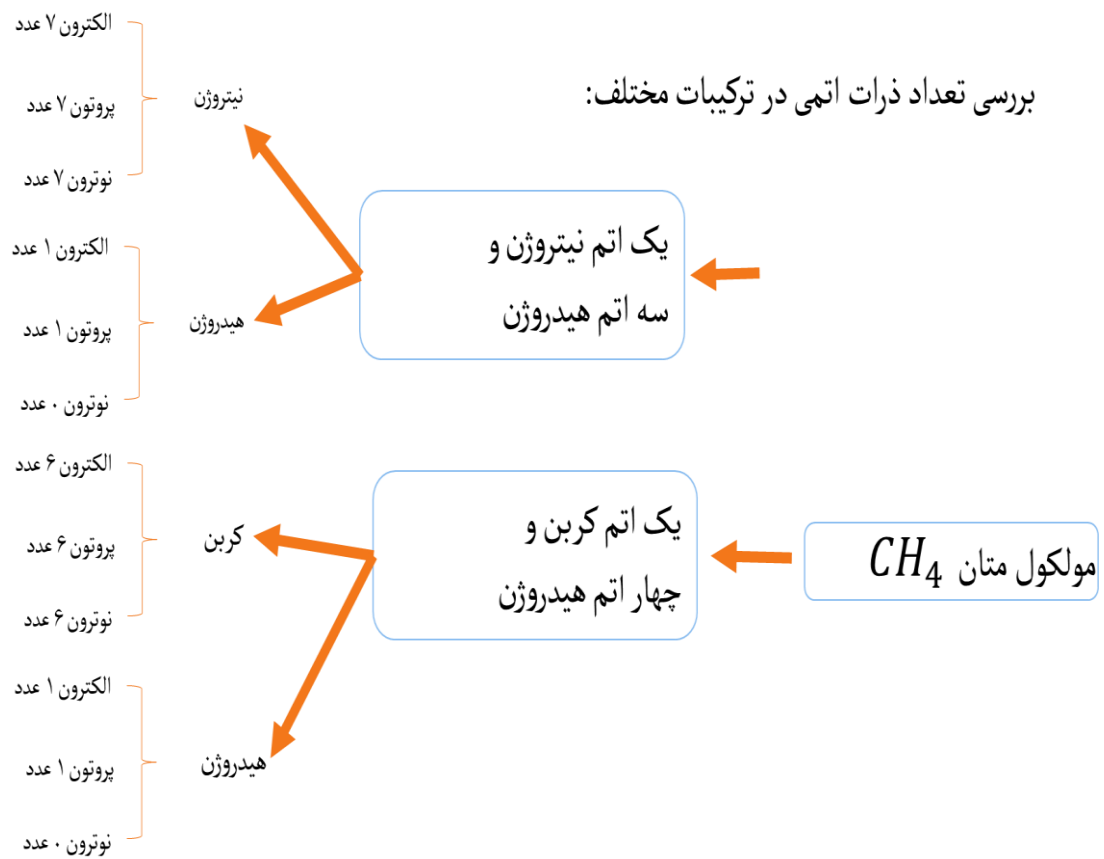 بررسی تعداد ذرات اتمی در ترکیبات مختلف:
یک اتم نیتروژن و
سه اتم هیدروژن
نیتروژن
الکترون ۷ عدد
پروتون ۷ عدد
نوترون ۷ عدد
هیدروژن
الکترون ۱ عدد
پروتون ۱ عدد
نوترون ۰ عدد
مولکول متان CH₄
یک اتم کربن و
چهار اتم هیدروژن
کربن
الکترون ۶ عدد
پروتون ۶ عدد
نوترون ۶ عدد
هیدروژن
الکترون ۱ عدد
پروتون ۱ عدد
نوترون ۰ عدد